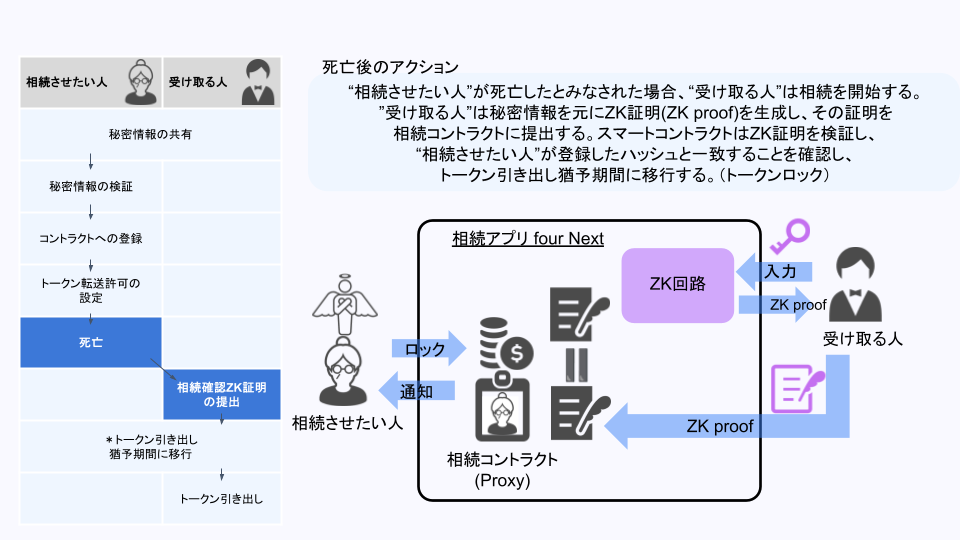 相続させたい人
受け取る人
秘密情報の共有
秘密情報の検証
コントラクトへの登録
トークン転送許可の
設定
死亡
相続確認ZK証明
の提出
*トークン引き出し
猶予期間に移行
トークン引き出し
死亡後のアクション
“相続させたい人”が死亡したとみなされた場合、“受け取る人”は相続を開始する。
”受け取る人”は秘密情報を元にZK証明(ZK proof)を生成し、その証明を
相続コントラクトに提出する。スマートコントラクトはZK証明を検証し、
“相続させたい人”が登録したハッシュと一致することを確認し、
トークン引き出し猶予期間に移行する。（トークンロック）
相続アプリ four Next
ZK回路
入力
ZK proof
受け取る人
ロック
通知
相続させたい人
ZK proof
相続コントラクト
(Proxy)